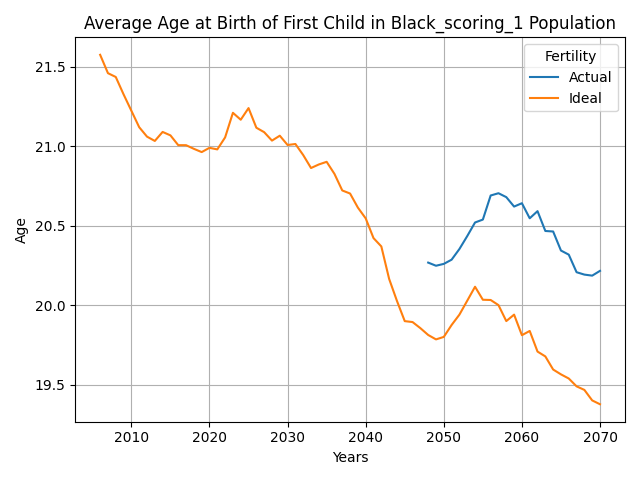 Average Age at Birth of First Child in Black_scoring_1 Population
Fertility
Actual
Ideal
21.5
21.0
20.5
20.0
19.5
Age
2010 2020 2030 2040 2050 2060 2070
Years